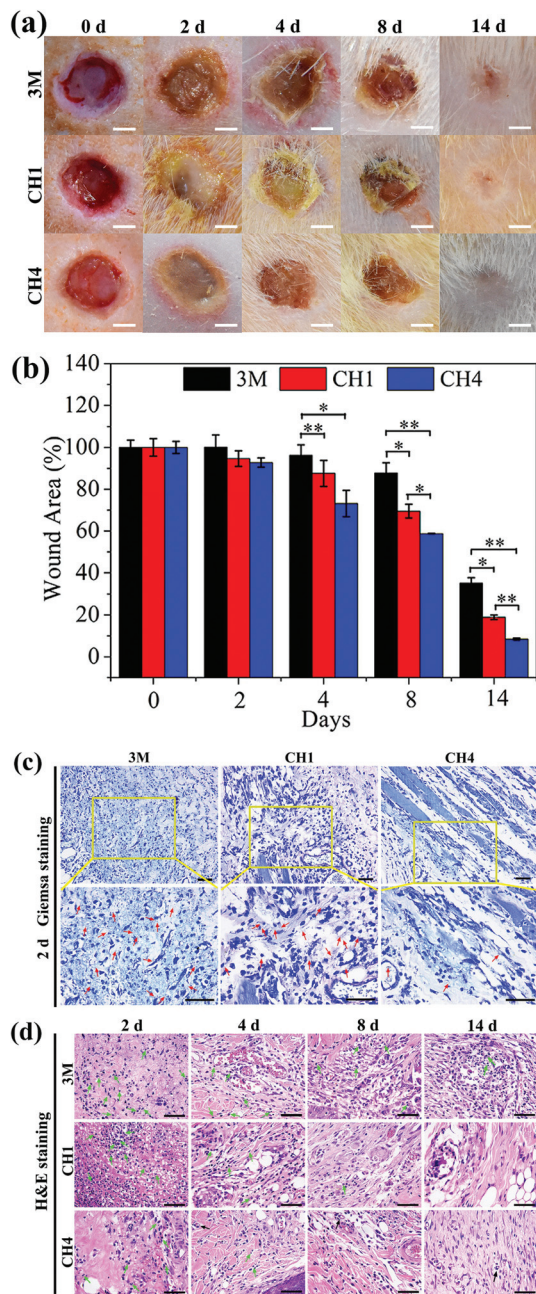 (a)
0 d 2 d 4 d 8 d 14 d
3M
CH1
CH4
(b)
3M CH1 CH4
Wound Area (%)
140
120
100
80
60
40
20
0
* **
** * *
** * **
0 2 4 8 14
Days
(c)
3M CH1 CH4
2 d Giemsa staining
(d)
2 d 4 d 8 d 14 d
H&E staining
3M
CH1
CH4